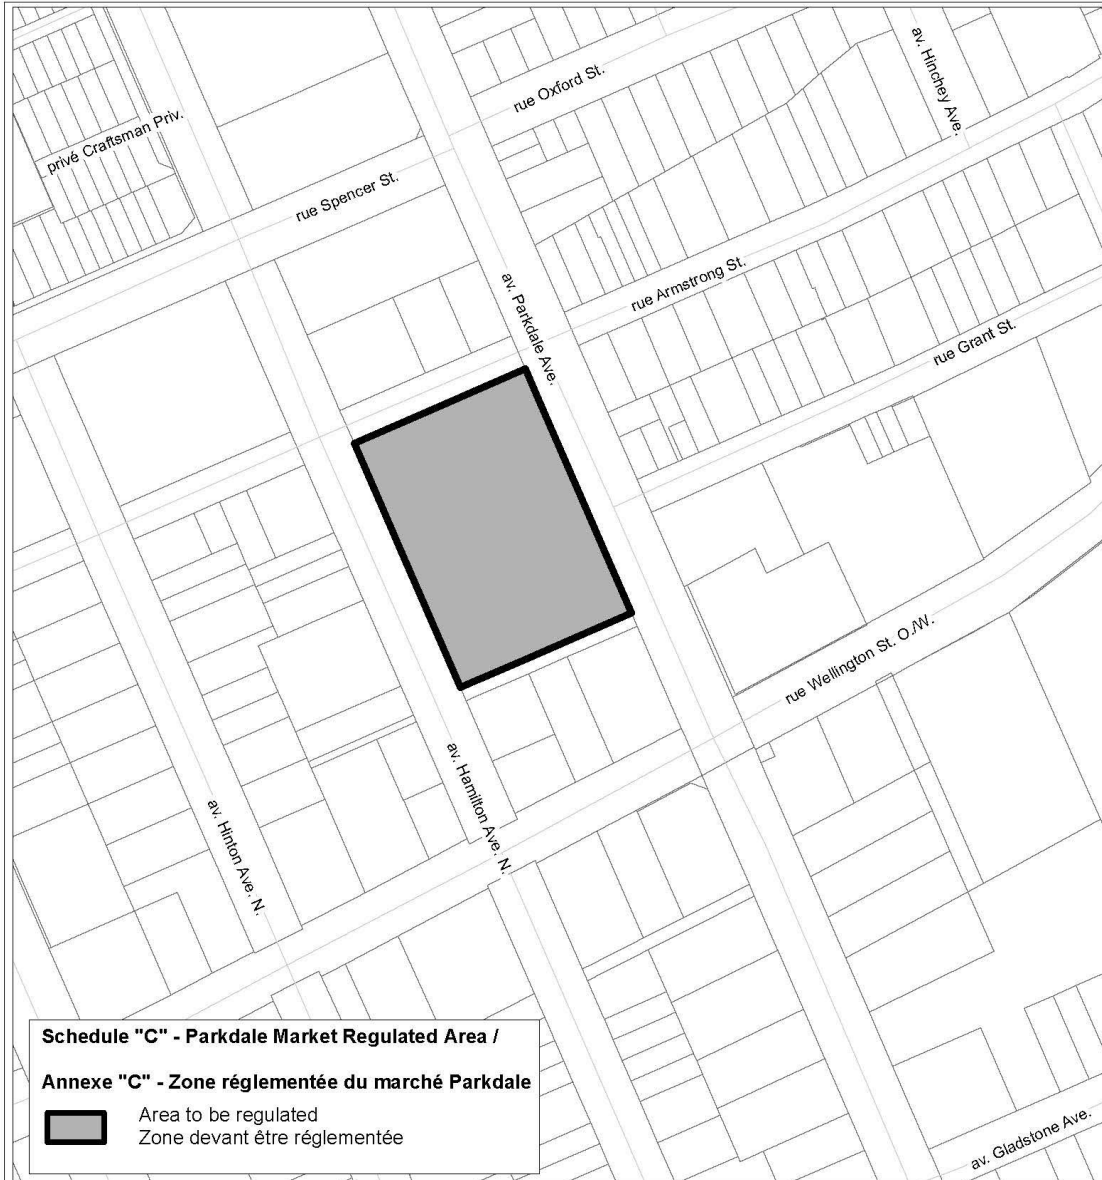 av. Hinchey Ave.
rue Oxford St.
privé Craftsman Priv.
rue Spencer St.
rue Armstrong St.
av. Parkdale Ave.
rue Grant St.
rue Wellington St. O./W.
av. Hamilton Ave. N.
av. Hinton Ave. N.
Schedule "C" - Parkdale Market Regulated Area /
Annexe "C" - Zone réglementée du marché Parkdale
Area to be regulated
Zone devant être réglementée
av. Gladstone Ave.